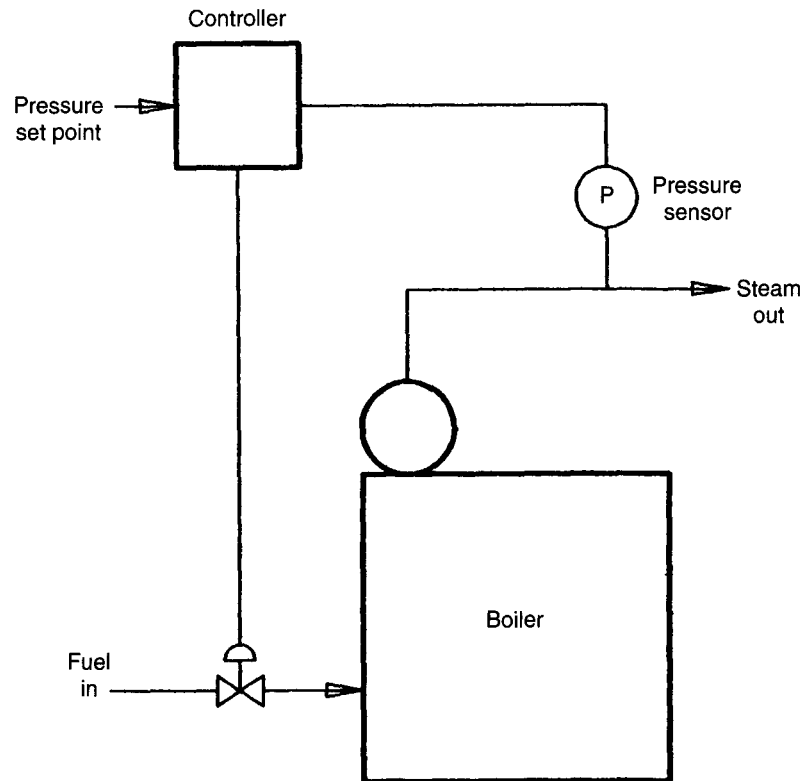 Controller
Pressure
set point
P
Pressure
sensor
Steam
out
Boiler
Fuel
in